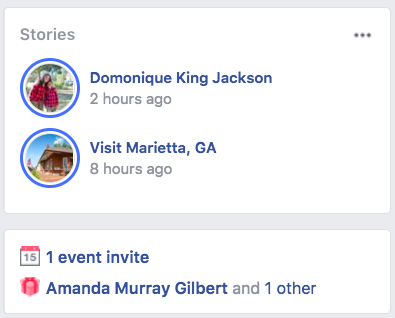 Stories
Domonique King Jackson
2 hours ago
Visit Marietta, GA
8 hours ago
15
1 event invite
Amanda Murray Gilbert and 1 other